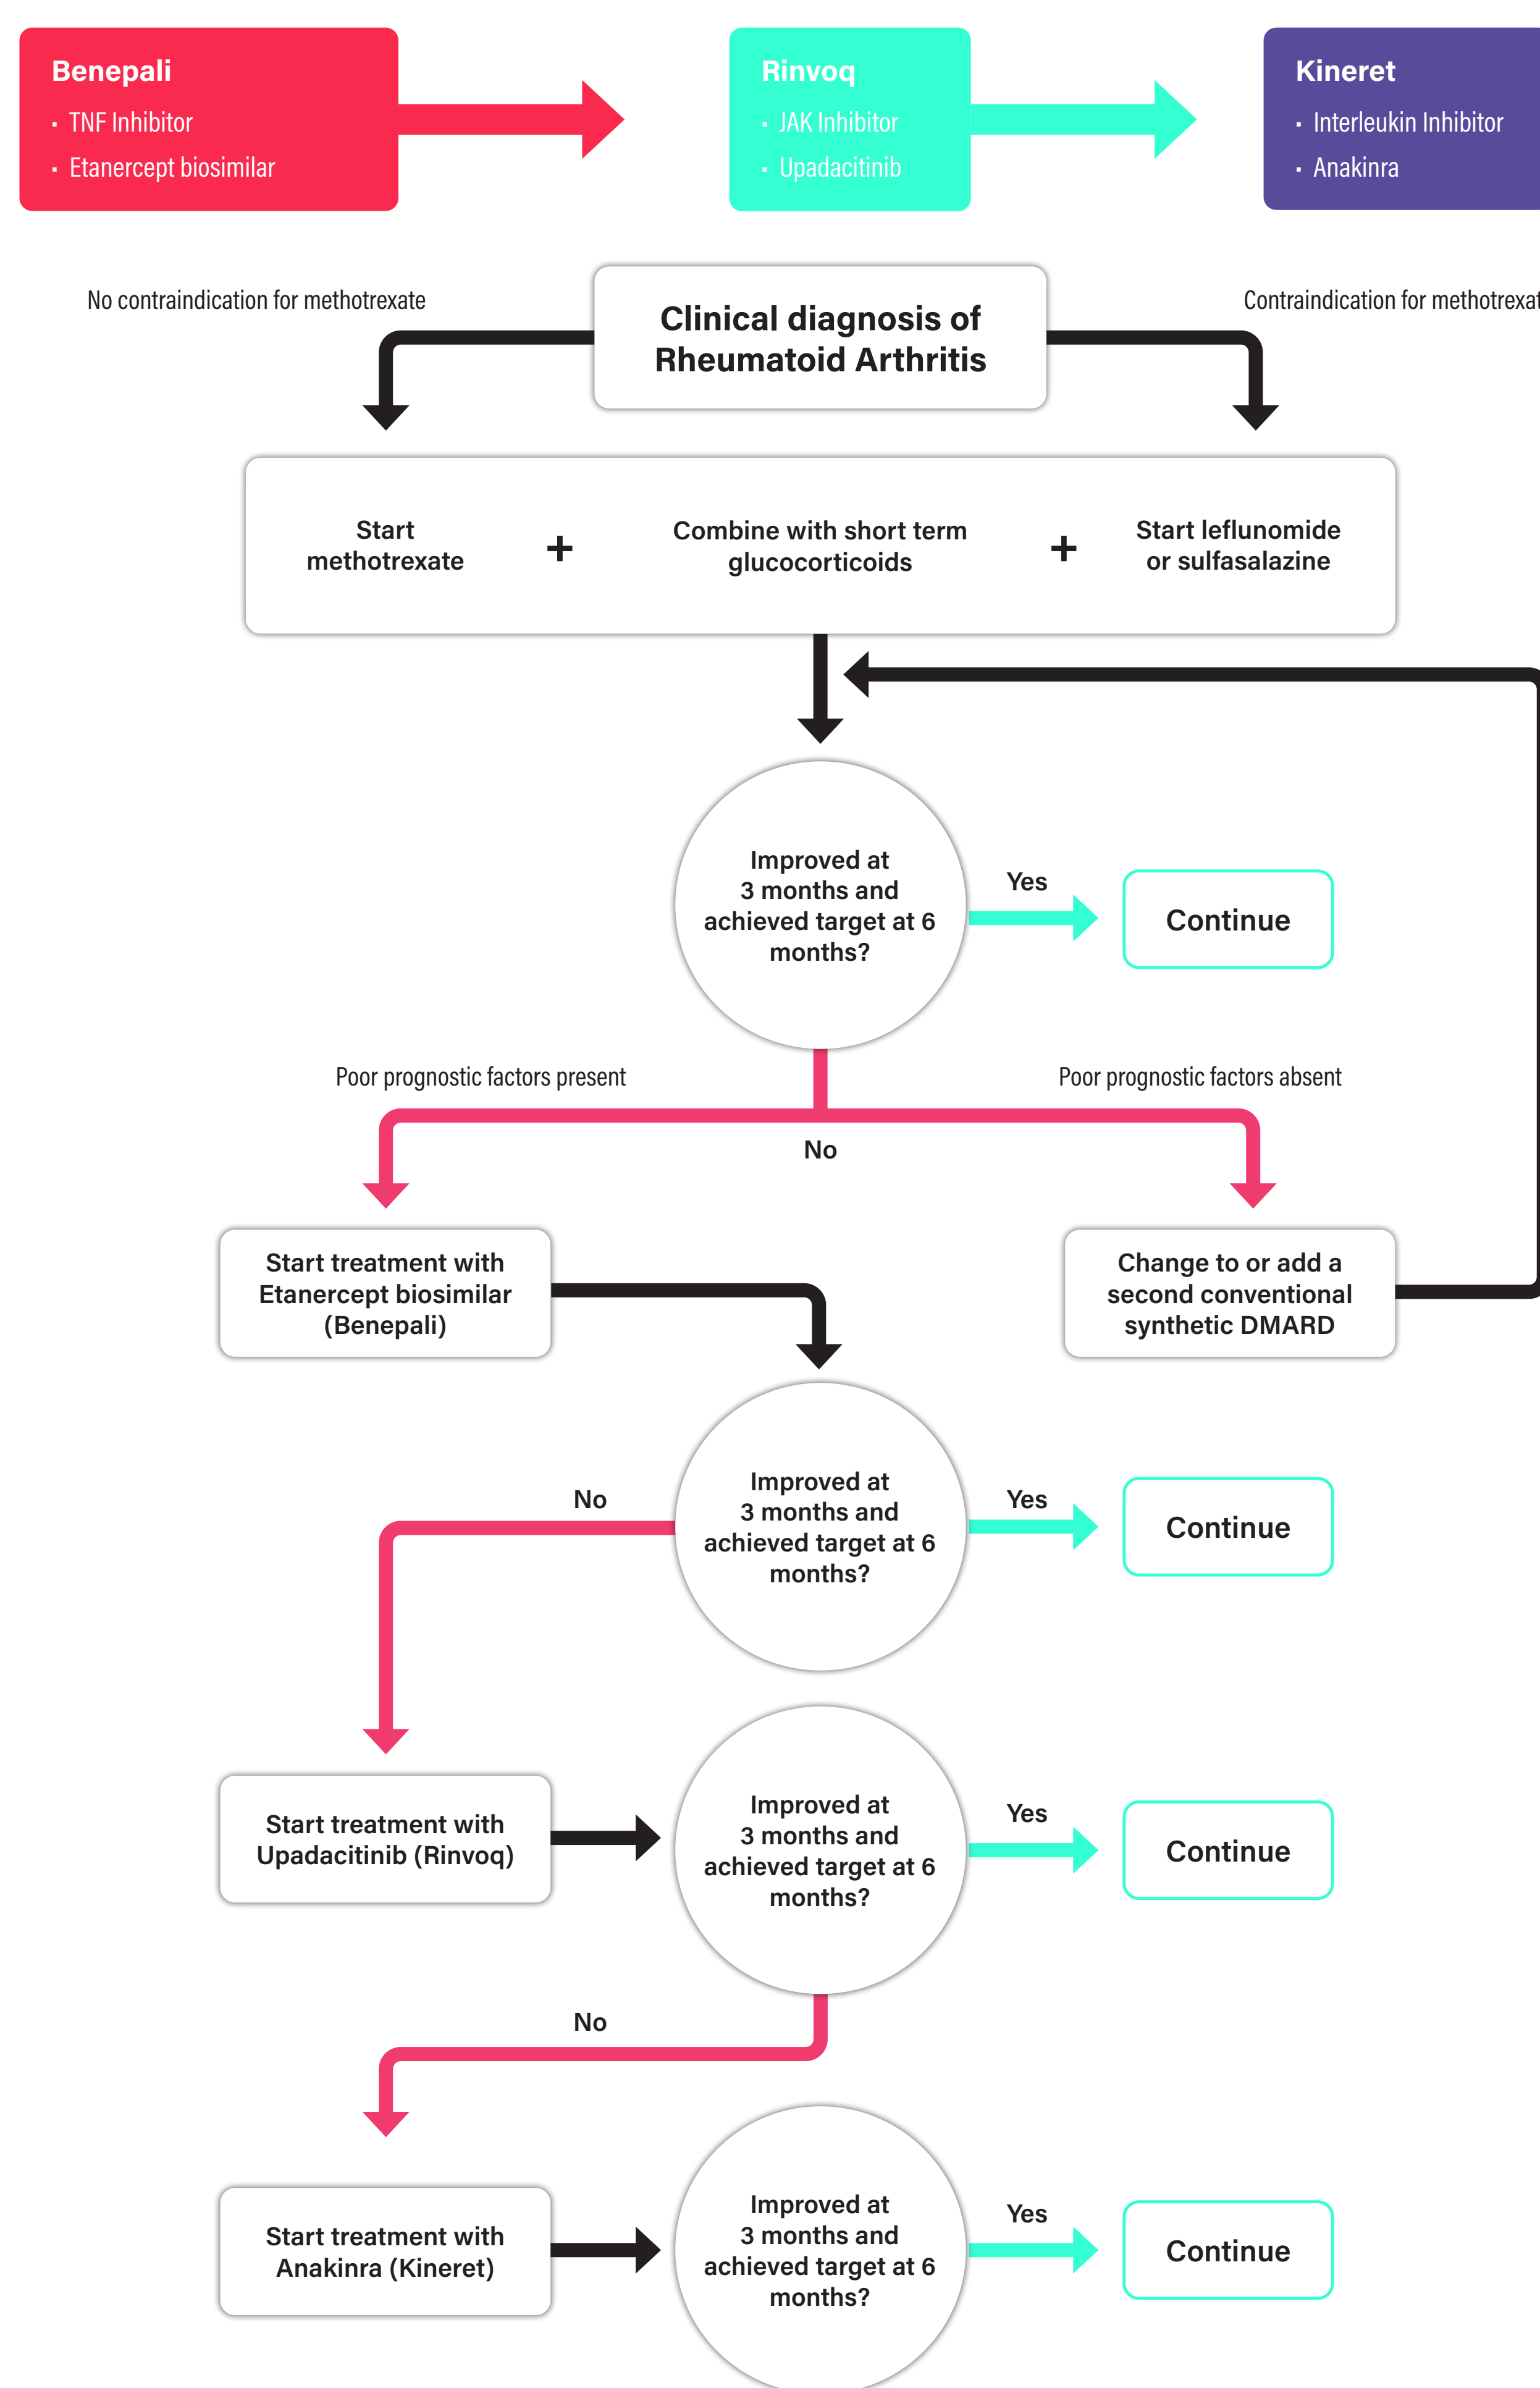 Benepali
· TNF Inhibitor
· Etanercept biosimilar
Rinvoq
· JAK Inhibitor
· Upadacitinib
Kineret
· Interleukin Inhibitor
· Anakinra
No contraindication for methotrexate
Clinical diagnosis of
Rheumatoid Arthritis
Contraindication for methotrexat
Start
methotrexate
+
Combine with short term
glucocorticoids
+
Start leflunomide
or sulfasalazine
Improved at
3 months and
achieved target at 6
months?
Yes
Continue
Poor prognostic factors present
Poor prognostic factors absent
No
Start treatment with
Etanercept biosimilar
(Benepali)
Change to or add a
second conventional
synthetic DMARD
No
Improved at
3 months and
achieved target at 6
months?
Yes
Continue
Start treatment with
Upadacitinib (Rinvoq)
Improved at
3 months and
achieved target at 6
months?
Yes
Continue
No
Start treatment with
Anakinra (Kineret)
Improved at
3 months and
achieved target at 6
months?
Yes
Continue